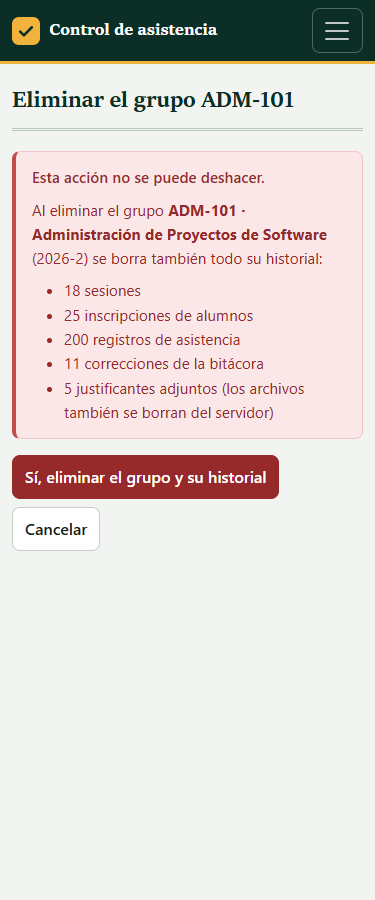 Control de asistencia
Eliminar el grupo ADM-101
Esta acción no se puede deshacer.
Al eliminar el grupo ADM-101 ·
Administración de Proyectos de Software
(2026-2) se borra también todo su historial:
• 18 sesiones
• 25 inscripciones de alumnos
• 200 registros de asistencia
• 11 correcciones de la bitácora
• 5 justificantes adjuntos (los archivos
también se borran del servidor)
Sí, eliminar el grupo y su historial
Cancelar